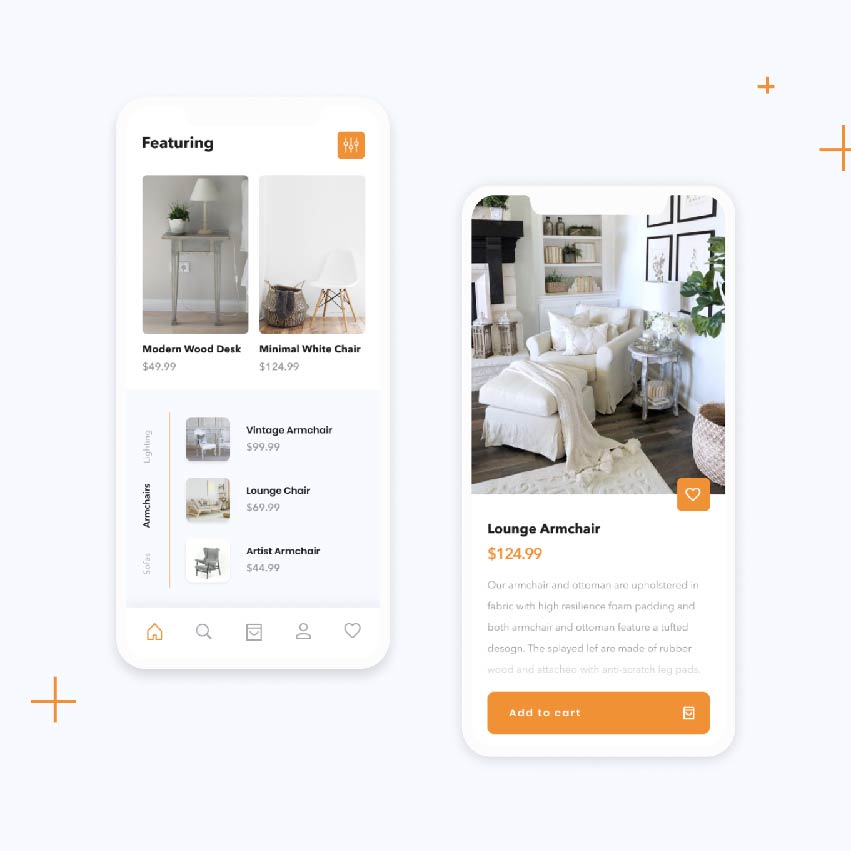 Featuring
Modern Wood Desk
$49.99
Minimal White Chair
$124.99
Lighting
Armchairs
Sofas
Vintage Armchair
$99.99
Lounge Chair
$69.99
Artist Armchair
$44.99
Lounge Armchair
$124.99
Our armchair and ottoman are upholstered in
fabric with high resilience foam padding and
both armchair and ottoman feature a tufted
desogn. The splayed lef are made of rubber
wood and attached with anti-scratch leg pads.
Add to cart